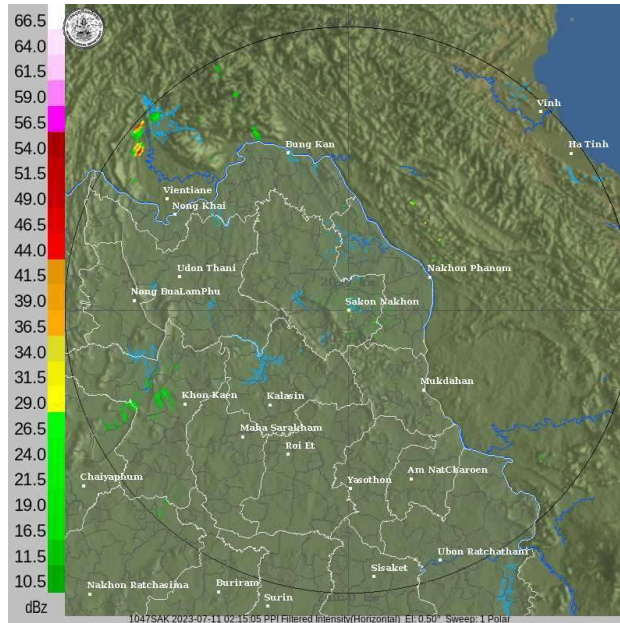 66.5
64.0
61.5
59.0
56.5
54.0
51.5
49.0
46.5
44.0
41.5
39.0
36.5
34.0
31.5
29.0
26.5
24.0
21.5
19.0
16.5
11.5
10.5
dBz
Vinh
Ha Tinh
Bung Kan
Vientiane
Nong Khai
Udon Thani
Nakhon Phanom
Nong BuaLamPhu
Sakon Nakhon
Mukdahan
Khon Kaen
Kalasin
Maha Sarakham
Roi Et
Chaiyaphum
Am NatCharoen
Yasothon
Ubon Ratchathani
Sisaket
Nakhon Ratchasima
Buriram
Surin
1047SAK 2023-07-11 02:15:05 PPI Filtered Intensity(Horizontal) El: 0.50° Sweep: 1 Polar